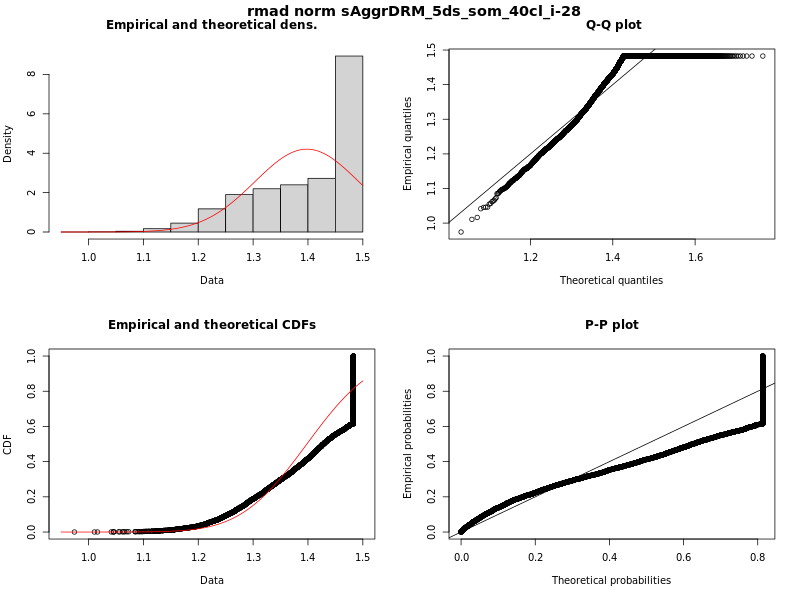 rmad norm sAggrDRM_5ds_som_40cl_i-28
Empirical and theoretical dens.
Density
0 2 4 6 8
1.0 1.1 1.2 1.3 1.4 1.5
Data
Q-Q plot
Empirical quantiles
1.0 1.1 1.2 1.3 1.4 1.5
1.2 1.4 1.6
Theoretical quantiles
Empirical and theoretical CDFs
CDF
0.0 0.2 0.4 0.6 0.8 1.0
1.0 1.1 1.2 1.3 1.4 1.5
Data
P-P plot
Empirical probabilities
0.0 0.2 0.4 0.6 0.8 1.0
0.0 0.2 0.4 0.6 0.8
Theoretical probabilities